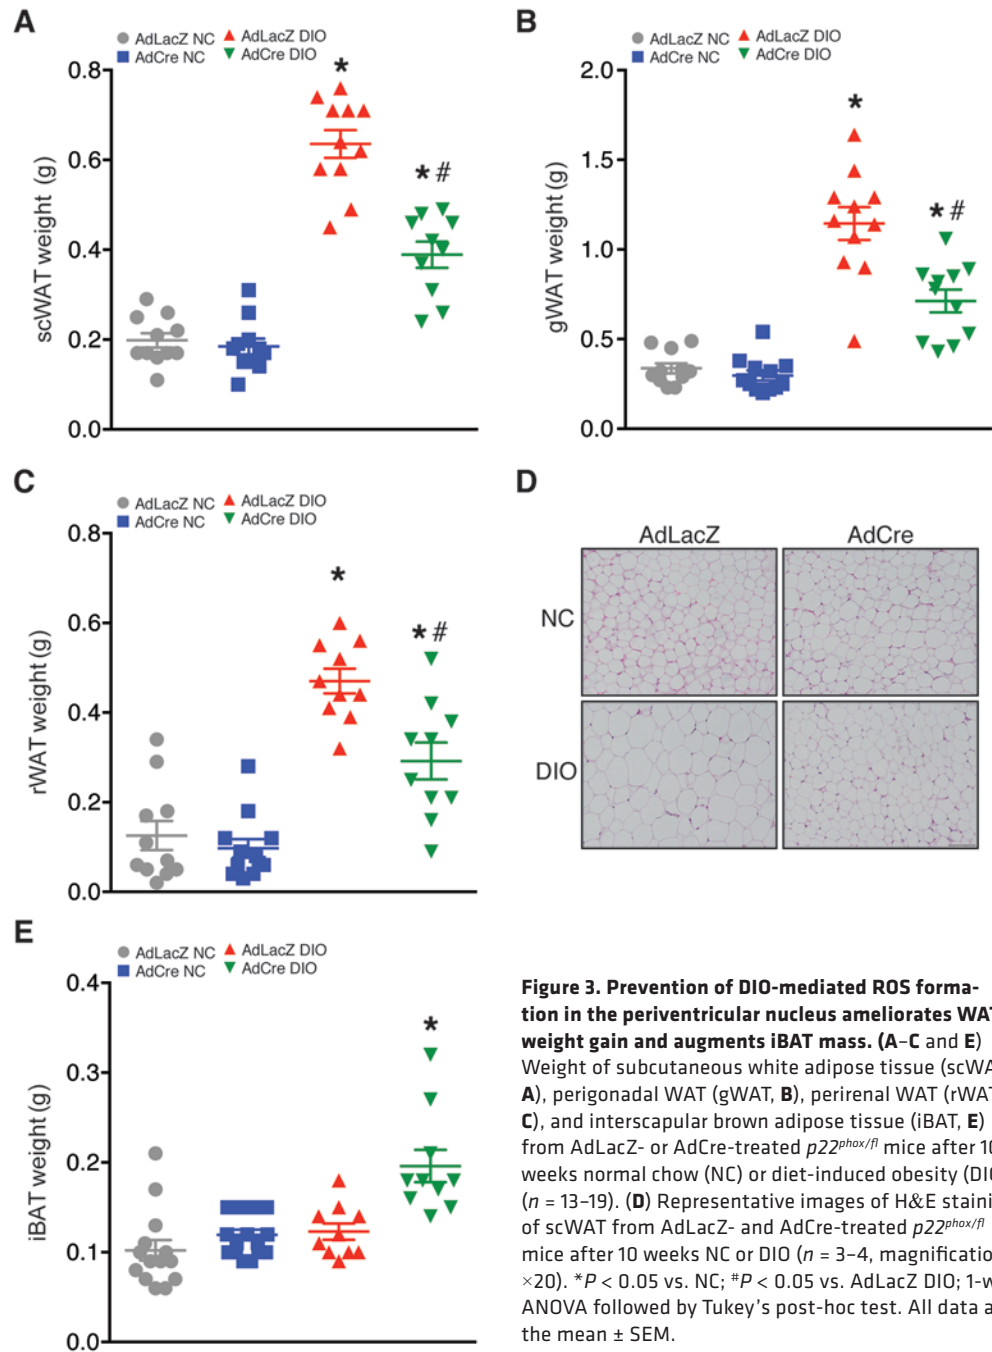 A
AdLacZ NC AdLacZ DIO
AdCre NC AdCre DIO
0.8
0.6
0.4
0.2
0.0
scWAT weight (g)
*
* #
B
AdLacZ NC AdLacZ DIO
AdCre NC AdCre DIO
2.0
1.5
1.0
0.5
0.0
gWAT weight (g)
*
* #
C
AdLacZ NC AdLacZ DIO
AdCre NC AdCre DIO
0.8
0.6
0.4
0.2
0.0
rWAT weight (g)
*
* #
D
AdLacZ AdCre
NC
DIO
E
AdLacZ NC AdLacZ DIO
AdCre NC AdCre DIO
0.4
0.3
0.2
0.1
0.0
iBAT weight (g)
*
Figure 3. Prevention of DIO-mediated ROS forma-
tion in the periventricular nucleus ameliorates WAT
weight gain and augments iBAT mass. (A–C and E)
Weight of subcutaneous white adipose tissue (scWA
A), perigonadal WAT (gWAT, B), perirenal WAT (rWAT
C), and interscapular brown adipose tissue (iBAT, E)
from AdLacZ- or AdCre-treated p22phox/fl mice after 10
weeks normal chow (NC) or diet-induced obesity (DIO
(n = 13–19). (D) Representative images of H&E staini
of scWAT from AdLacZ- and AdCre-treated p22phox/fl
mice after 10 weeks NC or DIO (n = 3–4, magnificatio
×20). *P < 0.05 vs. NC; #P < 0.05 vs. AdLacZ DIO; 1-w
ANOVA followed by Tukey's post-hoc test. All data a
the mean ± SEM.